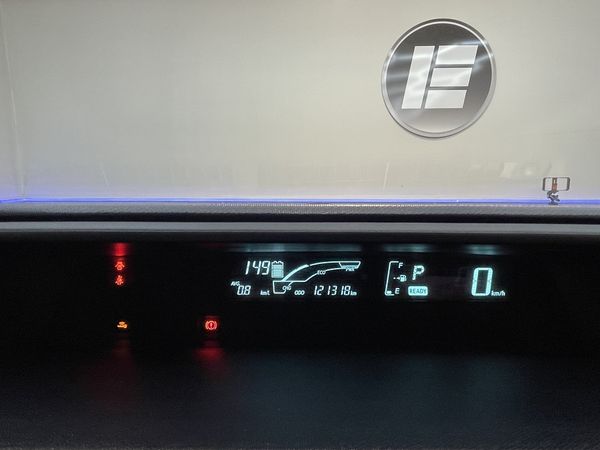 149
ECO PWR
AVG
0.8 km/L CHG ODO 121318 km
F
E
P
READY
0 km/h